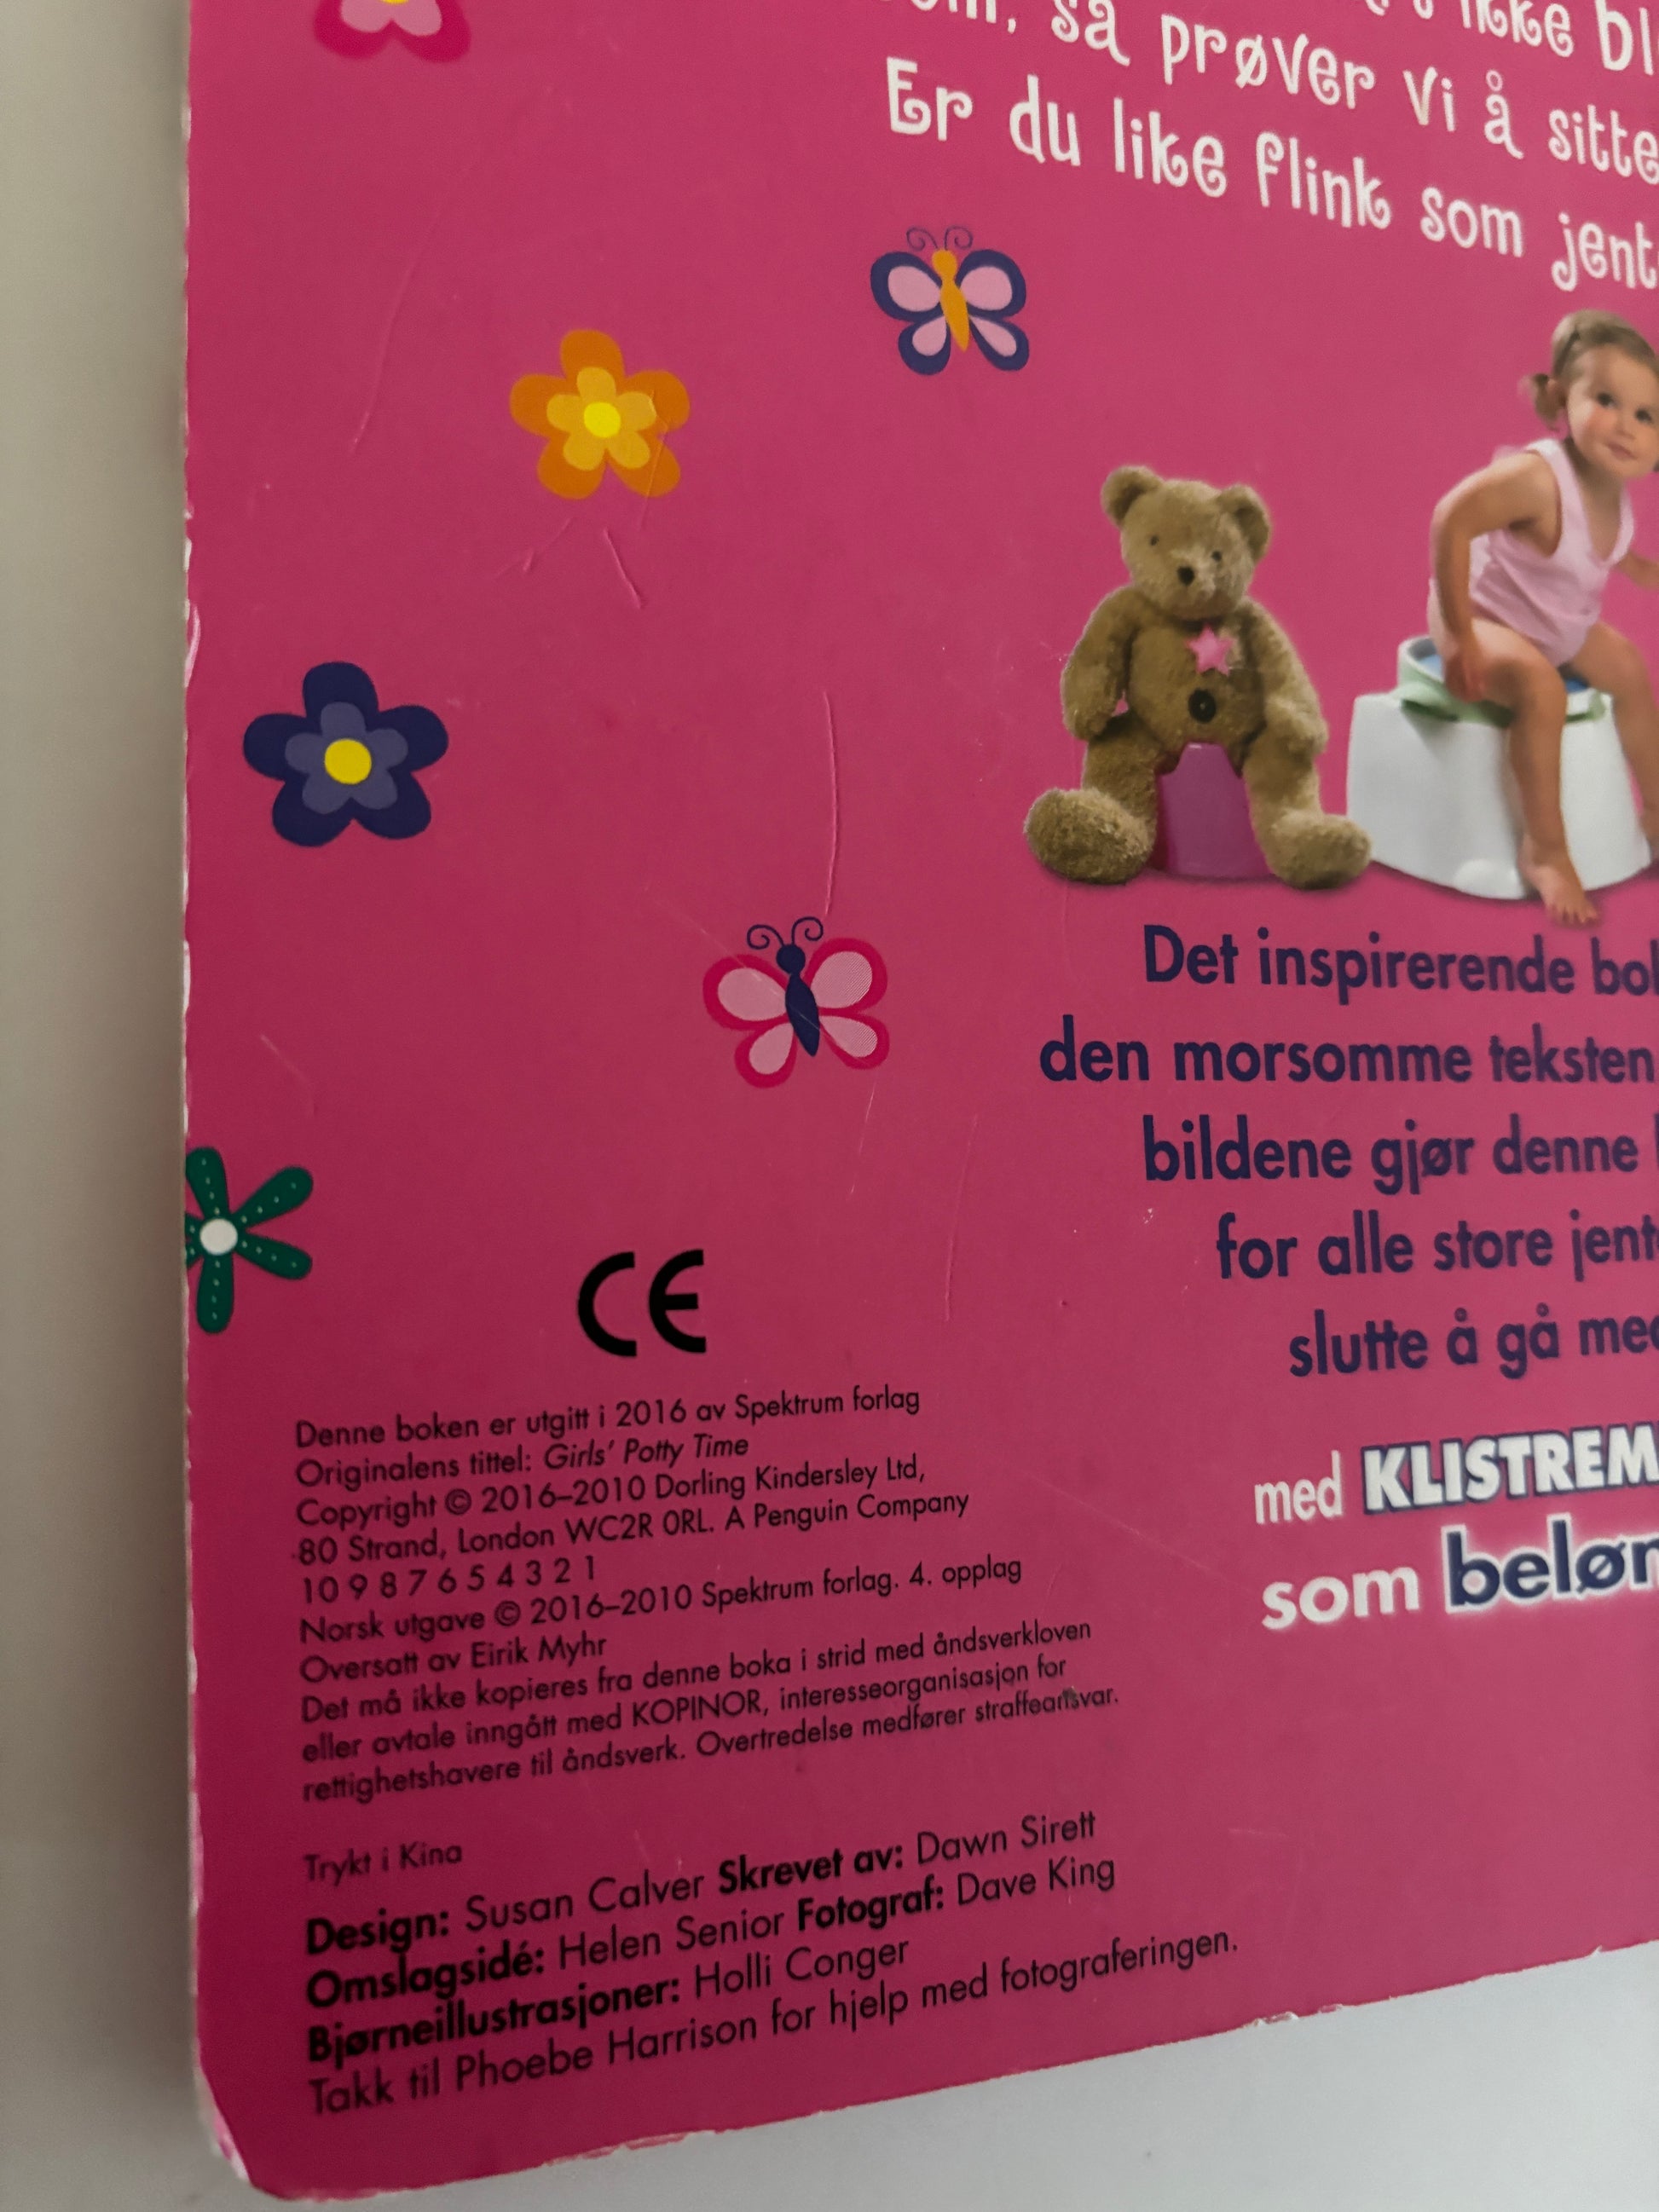 så prøver vi å sitte
Er du like flink som
Det inspirerende
den morsomme teksten
bildene gjør denne
for alle store
slutte å gå
med KLISTREM
som beløn
CE
Denne boken er utgitt i 2016 av Spektrum forlag
Originalens tittel: Girls' Potty Time
Copyright © 2016–2010 Dorling Kindersley Ltd,
80 Strand, London WC2R 0RL. A Penguin Company
10 9 8 7 6 5 4 3 2 1
Norsk utgave © 2016–2010 Spektrum forlag. 4. opplag
Oversatt av Eirik Myhr
Det må ikke kopieres fra denne boka i strid med åndsverkloven
eller avtale inngått med KOPINOR, interesseorganisasjon for
rettighetshavere til åndsverk. Overtredelse medfører straffeansvar.
Trykt i Kina
Design: Susan Calver Skrevet av: Dawn Sirett
Omslagsidé: Helen Senior Fotograf: Dave King
Bjørneillustrasjoner: Holli Conger
Takk til Phoebe Harrison for hjelp med fotograferingen.